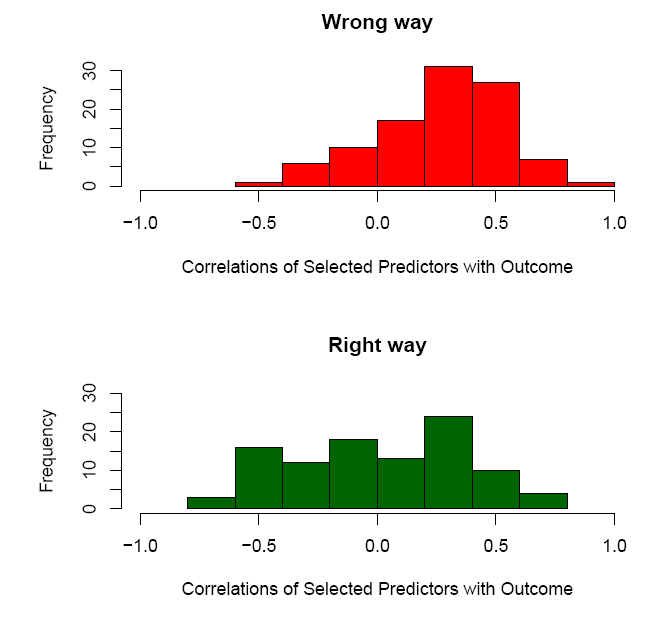 Wrong way
Frequency
30
20
10
0
−1.0 −0.5 0.0 0.5 1.0
Correlations of Selected Predictors with Outcome
Right way
Frequency
30
20
10
0
−1.0 −0.5 0.0 0.5 1.0
Correlations of Selected Predictors with Outcome